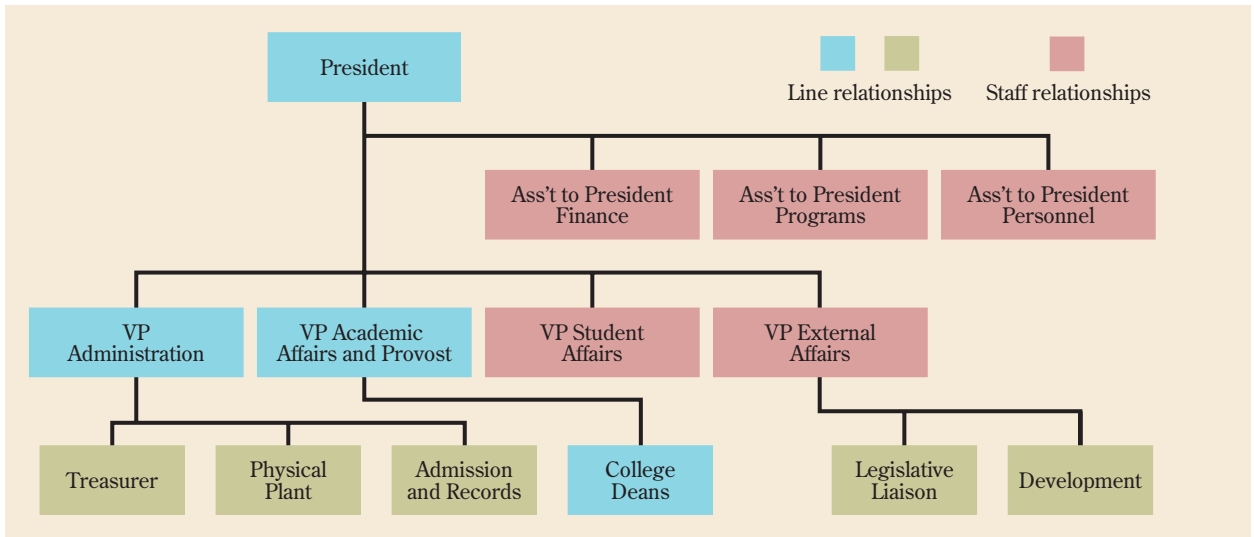 President
Line relationships
Staff relationships
Ass't to President
Finance
Ass't to President
Programs
Ass't to President
Personnel
VP
Administration
VP Academic
Affairs and Provost
VP Student
Affairs
VP External
Affairs
Treasurer
Physical
Plant
Admission
and Records
College
Deans
Legislative
Liaison
Development